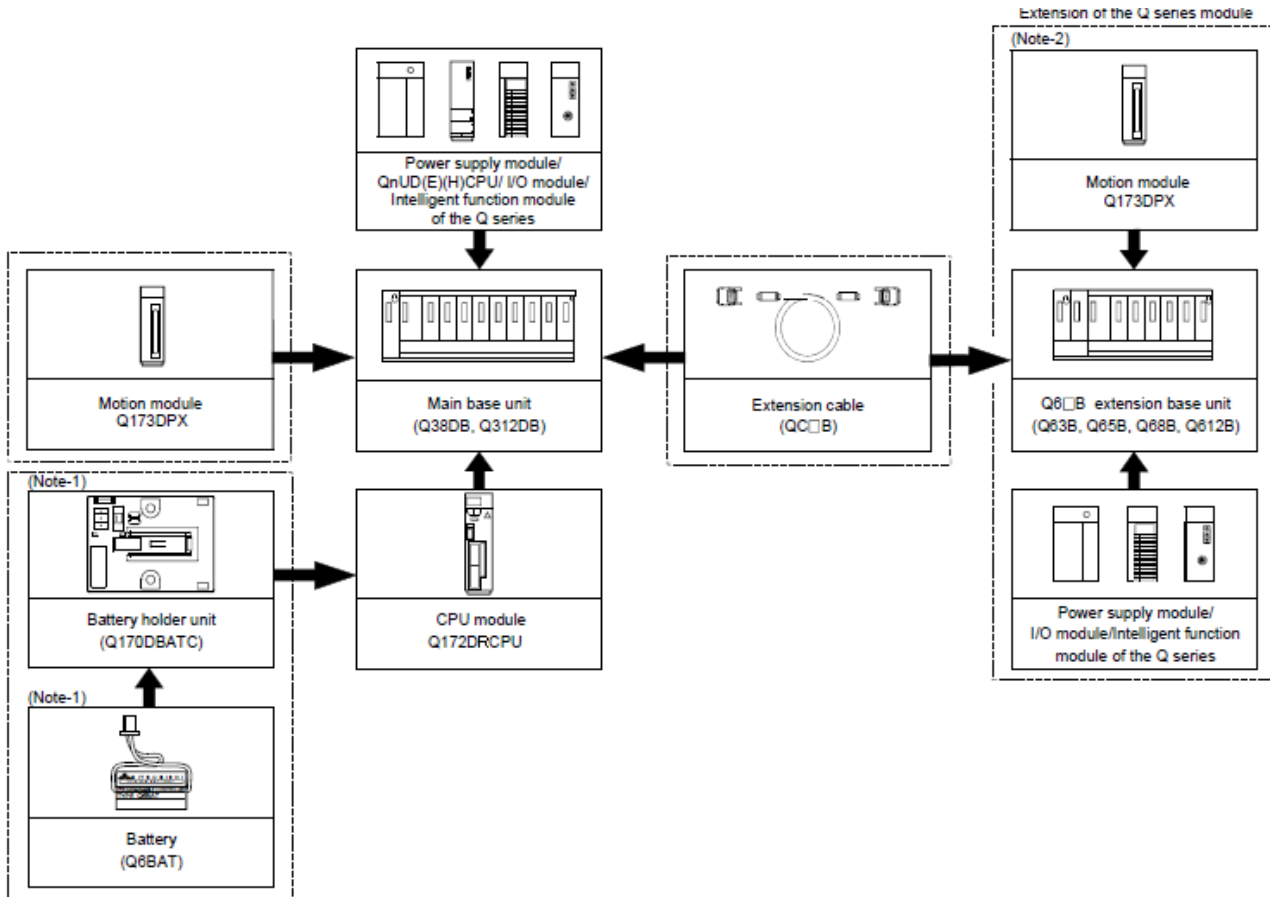 Extension of the Q series module
(Note-2)
Motion module
Q173DPX
Power supply module/
QnUD(E)(H)CPU/ I/O module/
Intelligent function module
of the Q series
Motion module
Q173DPX
Main base unit
(Q38DB, Q312DB)
Extension cable
(QC□B)
Q6□B extension base unit
(Q63B, Q65B, Q68B, Q612B)
(Note-1)
Battery holder unit
(Q170DBATC)
CPU module
Q172DRCPU
Power supply module/
I/O module/Intelligent function
module of the Q series
(Note-1)
Battery
(Q6BAT)